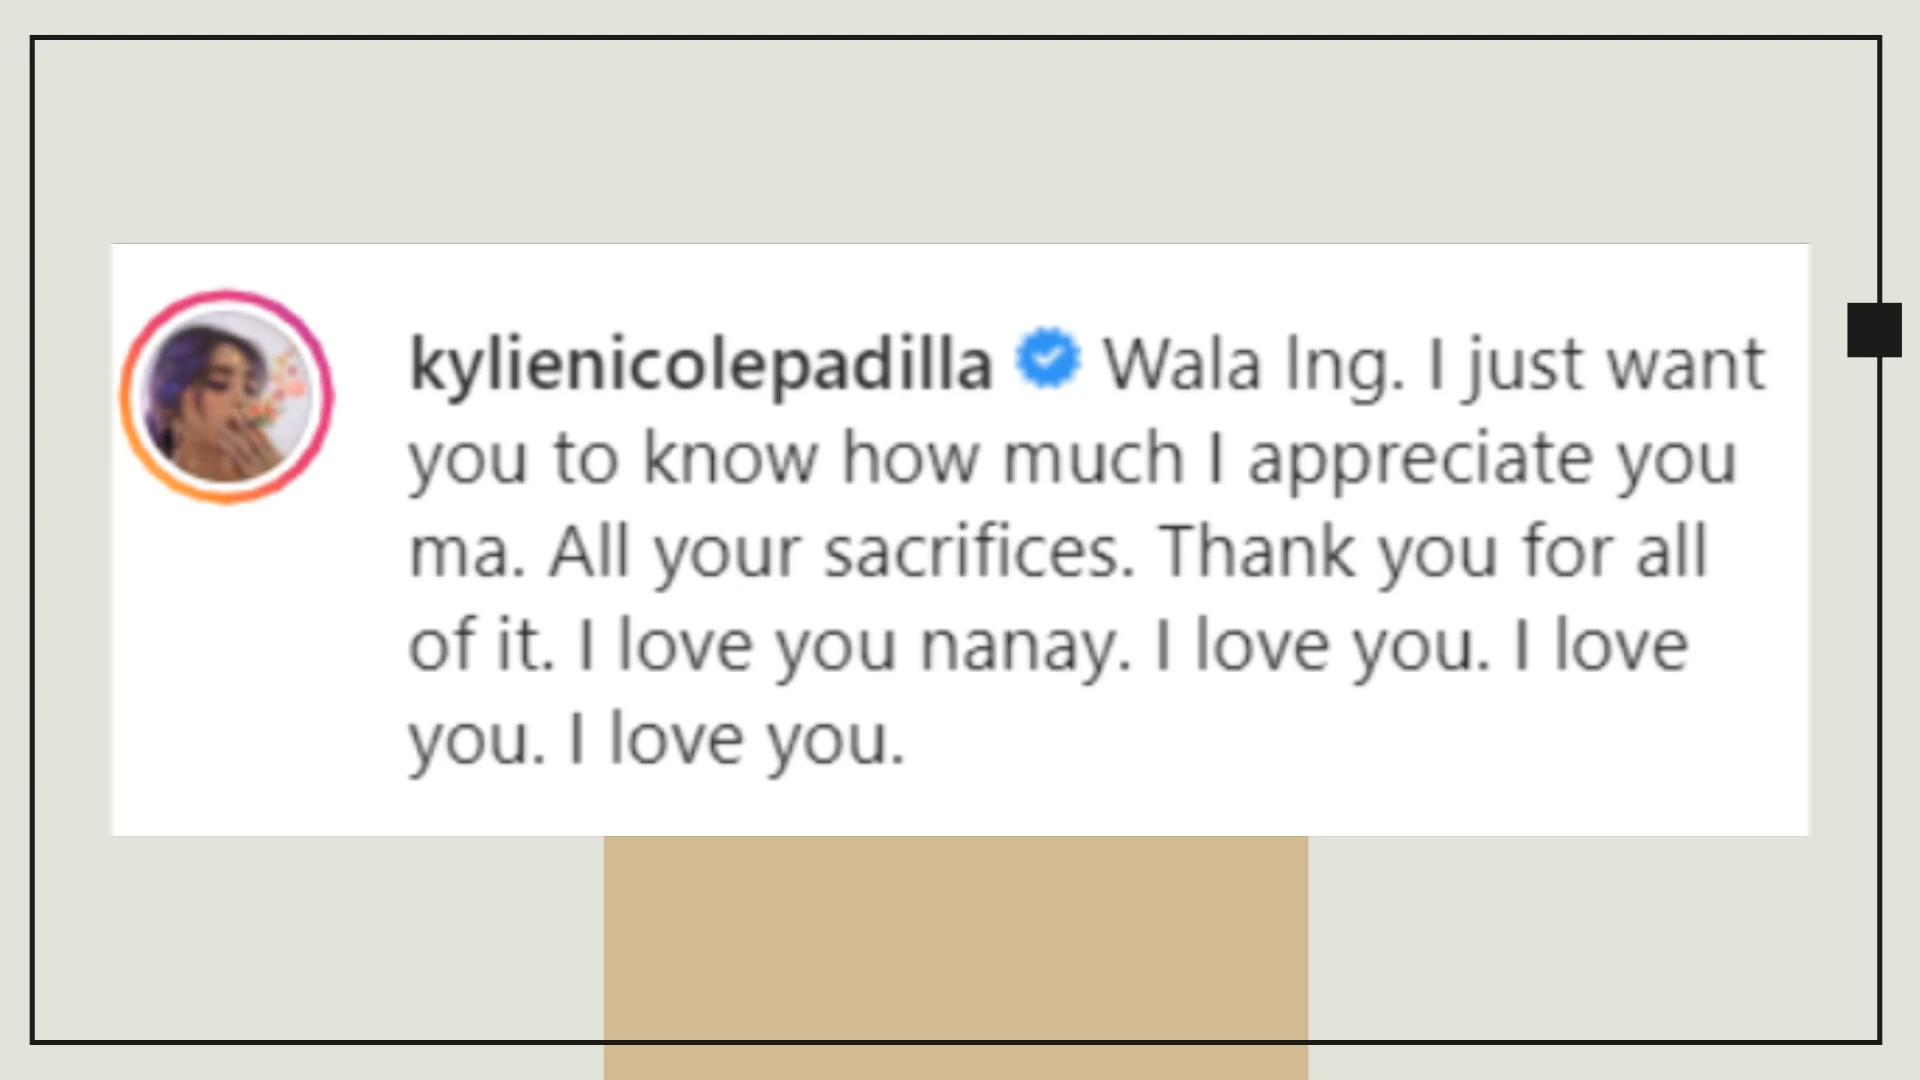 kylienicolepadilla Wala lng. I just want
you to know how much I appreciate you
ma. All your sacrifices. Thank you for all
of it. I love you nanay. I love you. I love
you. I love you.